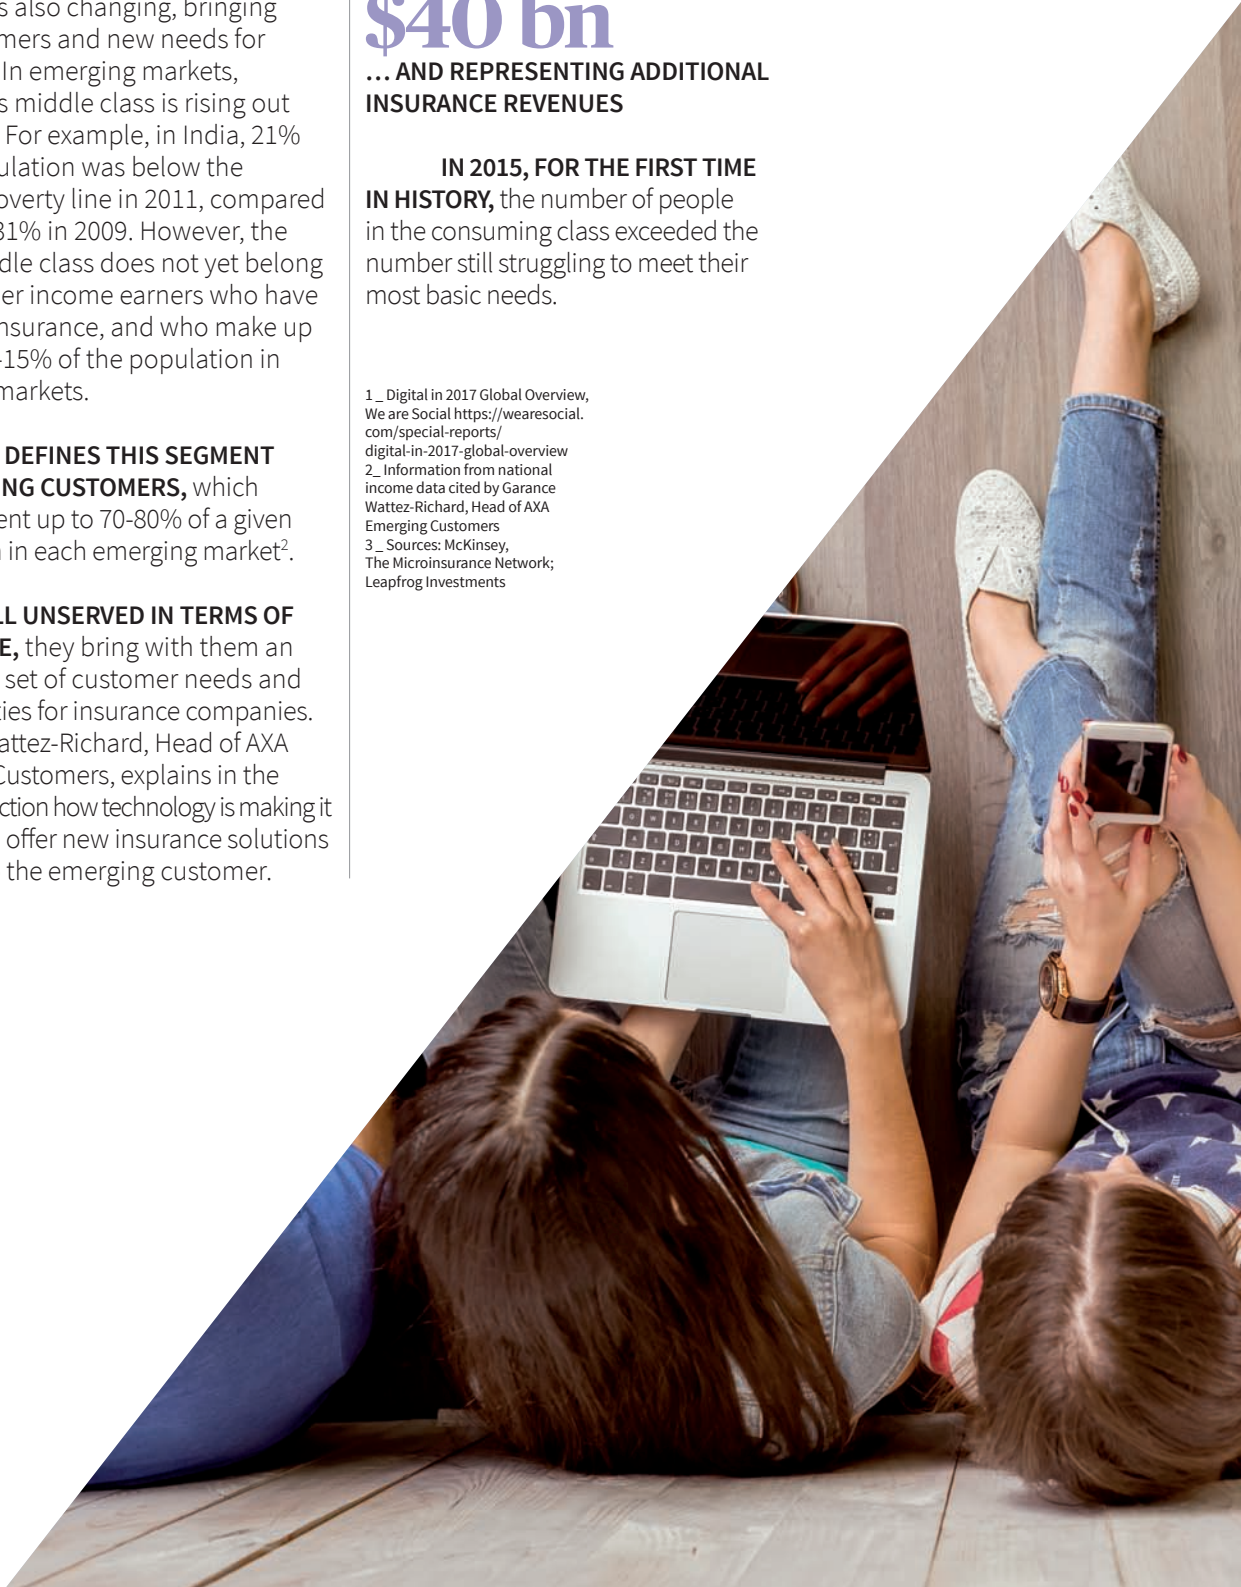 s also changing, bringing
mers and new needs for
In emerging markets,
s middle class is rising out
For example, in India, 21%
ulation was below the
overty line in 2011, compared
31% in 2009. However, the
dle class does not yet belong
er income earners who have
nsurance, and who make up
-15% of the population in
markets.
DEFINES THIS SEGMENT
NG CUSTOMERS, which
ent up to 70-80% of a given
in each emerging market².
LL UNSERVED IN TERMS OF
E, they bring with them an
set of customer needs and
ties for insurance companies.
attez-Richard, Head of AXA
Customers, explains in the
ction how technology is making it
offer new insurance solutions
the emerging customer.
$40 bn
… AND REPRESENTING ADDITIONAL
INSURANCE REVENUES
IN 2015, FOR THE FIRST TIME
IN HISTORY, the number of people
in the consuming class exceeded the
number still struggling to meet their
most basic needs.
1 _ Digital in 2017 Global Overview,
We are Social https://wearesocial.
com/special-reports/
digital-in-2017-global-overview
2_ Information from national
income data cited by Garance
Wattez-Richard, Head of AXA
Emerging Customers
3 _ Sources: McKinsey,
The Microinsurance Network;
Leapfrog Investments